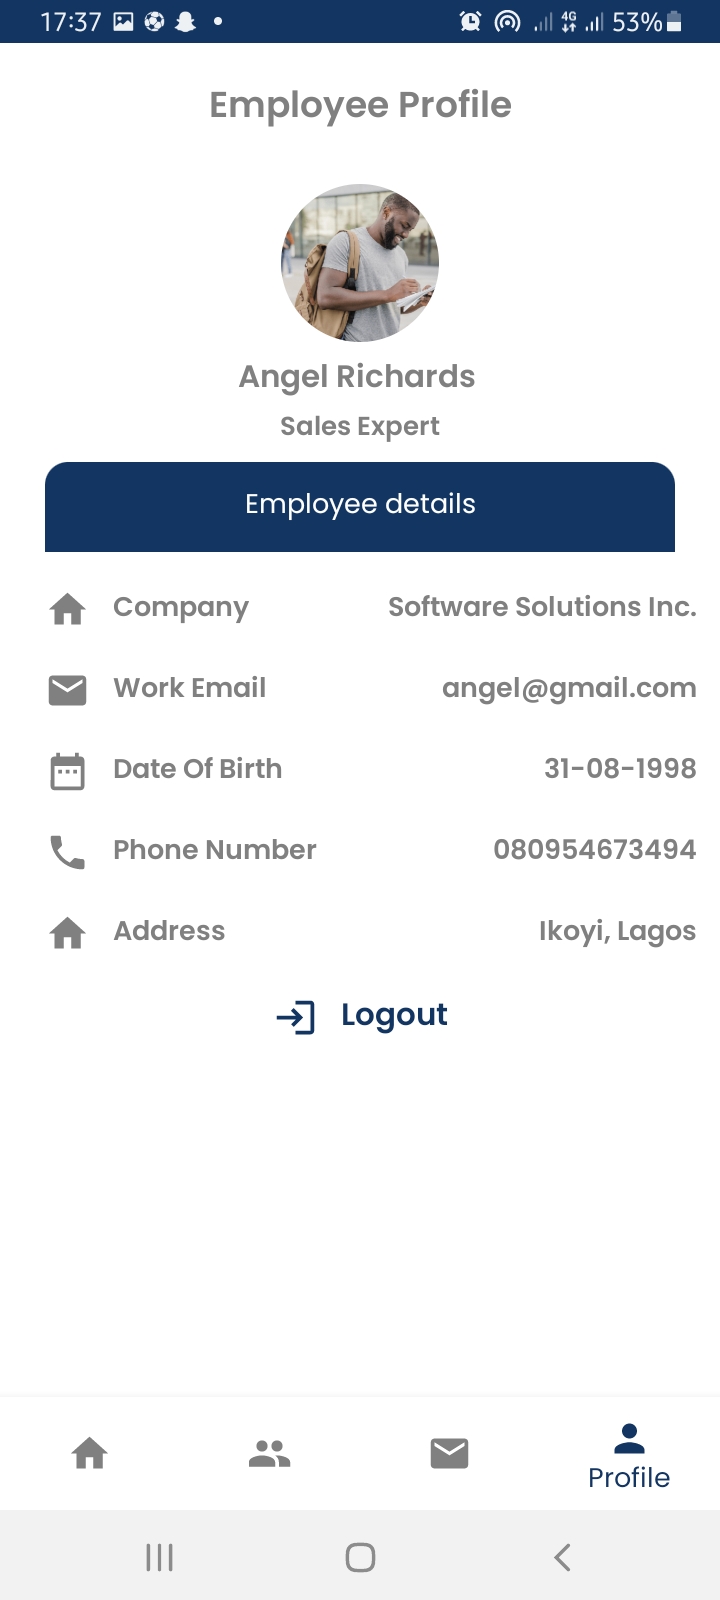 17:37 4G 53%
Employee Profile
Angel Richards
Sales Expert
Employee details
Company Software Solutions Inc.
Work Email angel@gmail.com
Date Of Birth 31-08-1998
Phone Number 080954673494
Address Ikoyi, Lagos
Logout
Profile